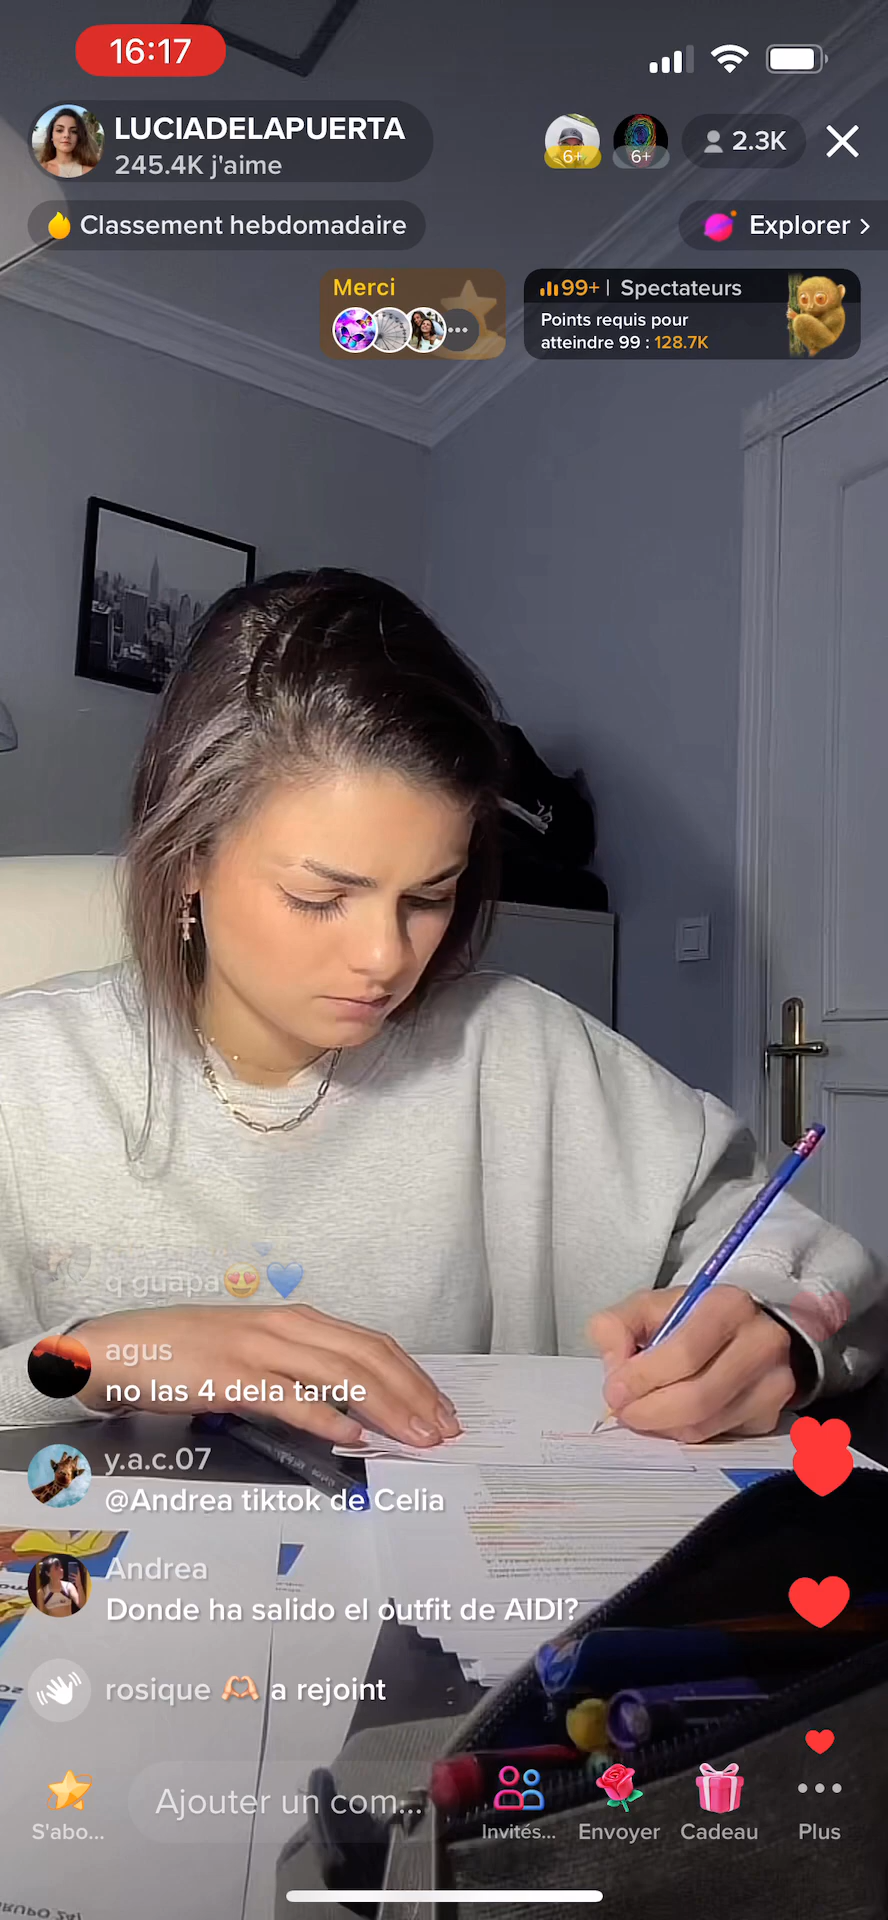 16:17
LUCIADELAPUERTA
245.4K j'aime
6+
6+
2.3K
Classement hebdomadaire
Explorer >
Merci
99+ | Spectateurs
Points requis pour
atteindre 99 : 128.7K
q guapa😍💙
agus
no las 4 dela tarde
y.a.c.07
@Andrea tiktok de Celia
Andrea
Donde ha salido el outfit de AIDI?
rosique 🫶🏻 a rejoint
S'abo...
Ajouter un com...
Invités...
Envoyer
Cadeau
Plus